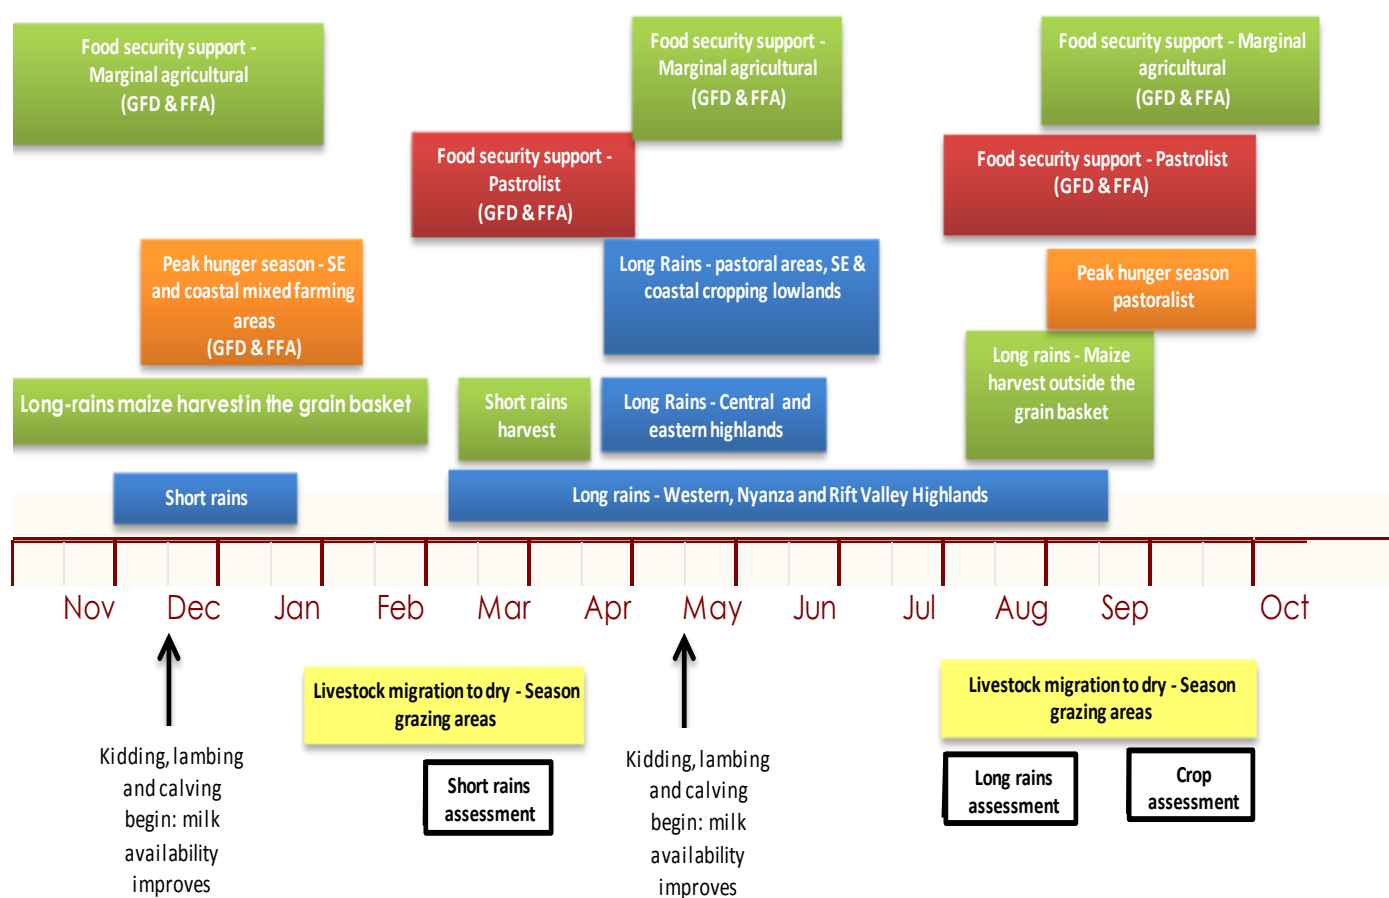 Food security support -
Marginal agricultural
(GFD & FFA)
Food security support -
Marginal agricultural
(GFD & FFA)
Food security support - Marginal
agricultural
(GFD & FFA)
Food security support -
Pastrolist
(GFD & FFA)
Food security support - Pastrolist
(GFD & FFA)
Peak hunger season - SE
and coastal mixed farming
areas
(GFD & FFA)
Long Rains - pastoral areas, SE &
coastal cropping lowlands
Peak hunger season
pastoralist
Long rains - Maize
harvest outside the
grain basket
Long-rains maize harvest in the grain basket
Short rains
harvest
Long Rains - Central and
eastern highlands
Short rains
Long rains - Western, Nyanza and Rift Valley Highlands
Nov Dec Jan Feb Mar Apr May Jun Jul Aug Sep Oct
Livestock migration to dry - Season
grazing areas
Livestock migration to dry - Season
grazing areas
Kidding, lambing
and calving
begin: milk
availability
improves
Short rains
assessment
Kidding, lambing
and calving
begin: milk
availability
improves
Long rains
assessment
Crop
assessment